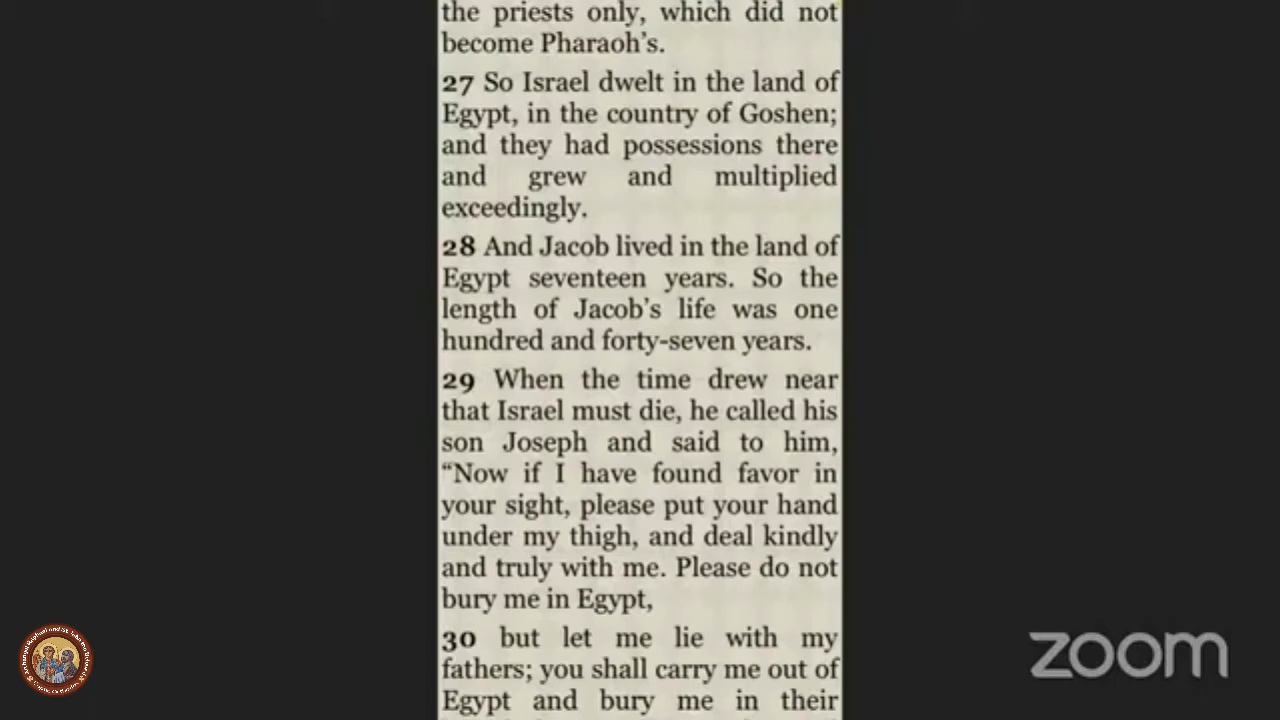 the priests only, which did not
become Pharaoh's.
27 So Israel dwelt in the land of
Egypt, in the country of Goshen;
and they had possessions there
and grew and multiplied
exceedingly.
28 And Jacob lived in the land of
Egypt seventeen years. So the
length of Jacob's life was one
hundred and forty-seven years.
29 When the time drew near
that Israel must die, he called his
son Joseph and said to him,
“Now if I have found favor in
your sight, please put your hand
under my thigh, and deal kindly
and truly with me. Please do not
bury me in Egypt,
30 but let me lie with my
fathers; you shall carry me out of
Egypt and bury me in their
zoom